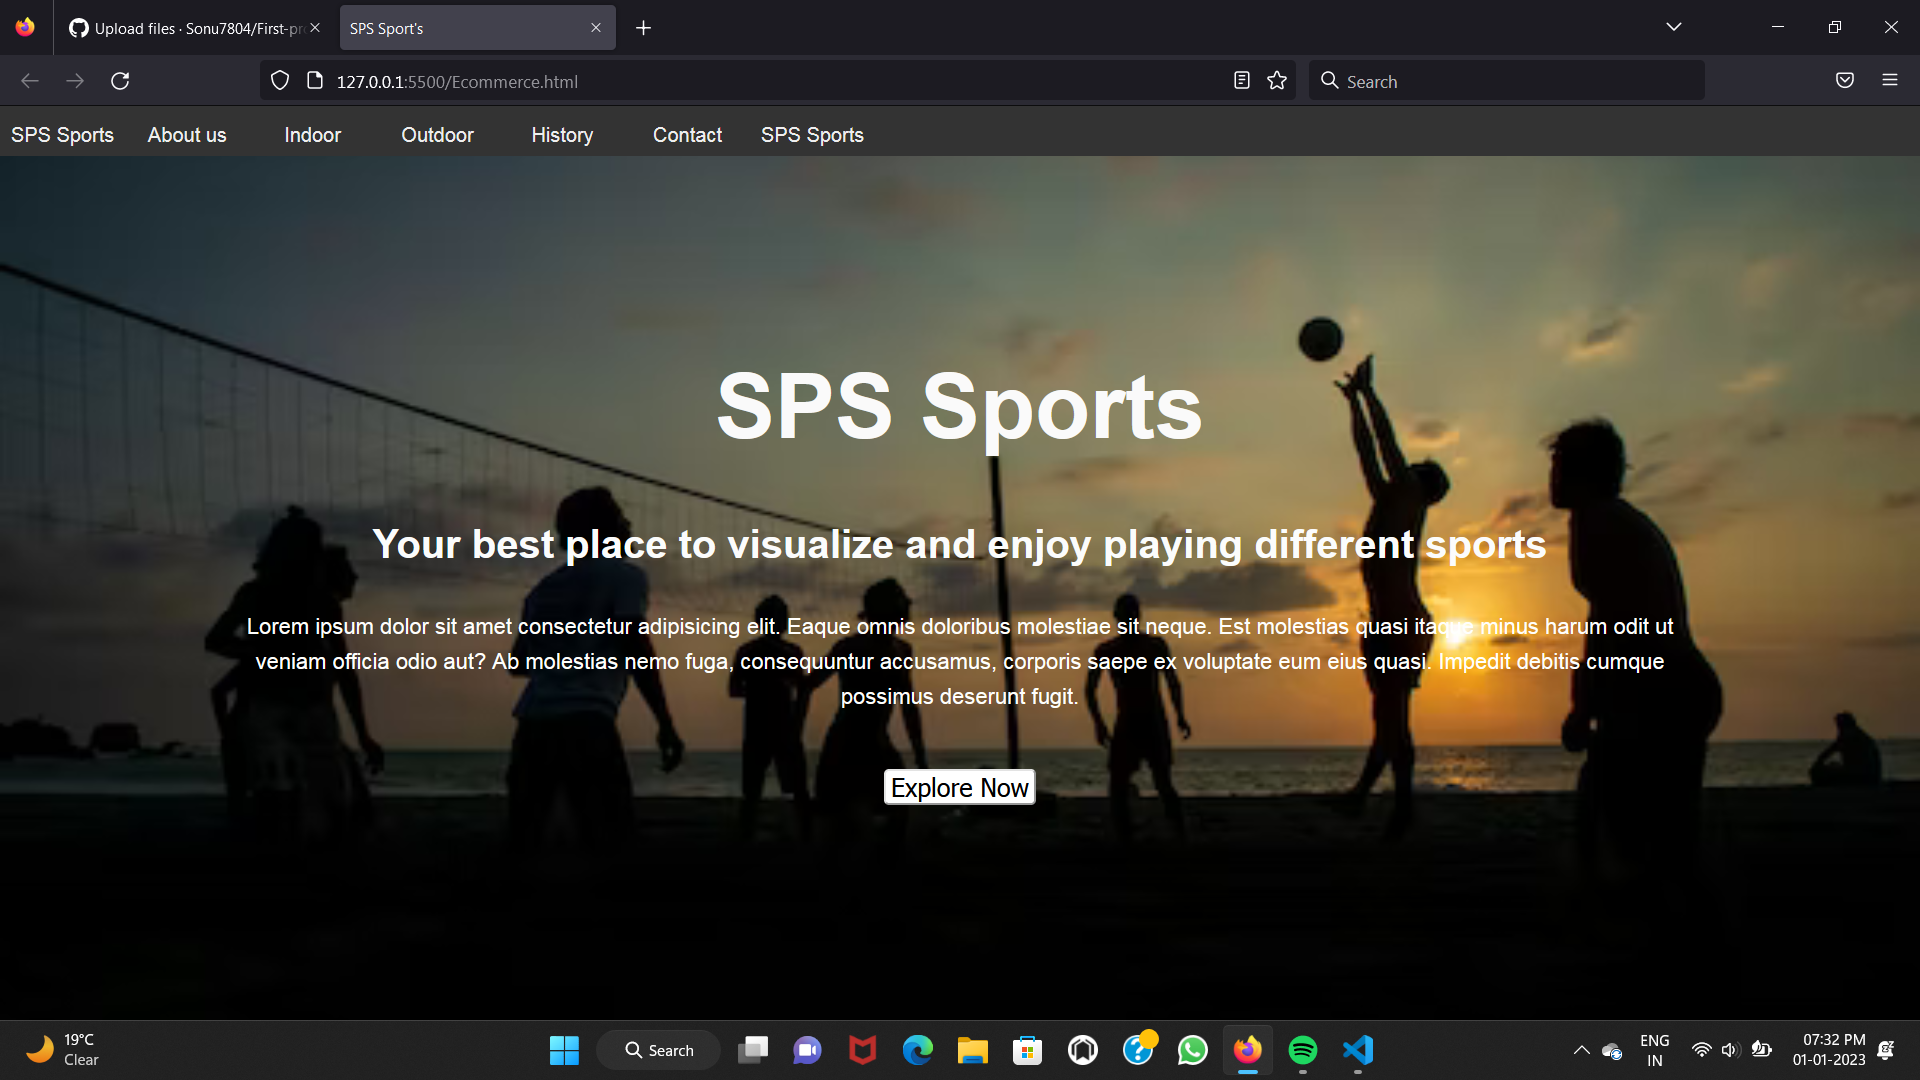 Upload files · Sonu7804/First-pr
SPS Sport's
127.0.0.1:5500/Ecommerce.html
Search
SPS Sports About us Indoor Outdoor History Contact SPS Sports
SPS Sports
Your best place to visualize and enjoy playing different sports
Lorem ipsum dolor sit amet consectetur adipisicing elit. Eaque omnis doloribus molestiae sit neque. Est molestias quasi itaque minus harum odit ut
veniam officia odio aut? Ab molestias nemo fuga, consequuntur accusamus, corporis saepe ex voluptate eum eius quasi. Impedit debitis cumque
possimus deserunt fugit.
Explore Now
19°C
Clear
Search
ENG
IN
07:32 PM
01-01-2023